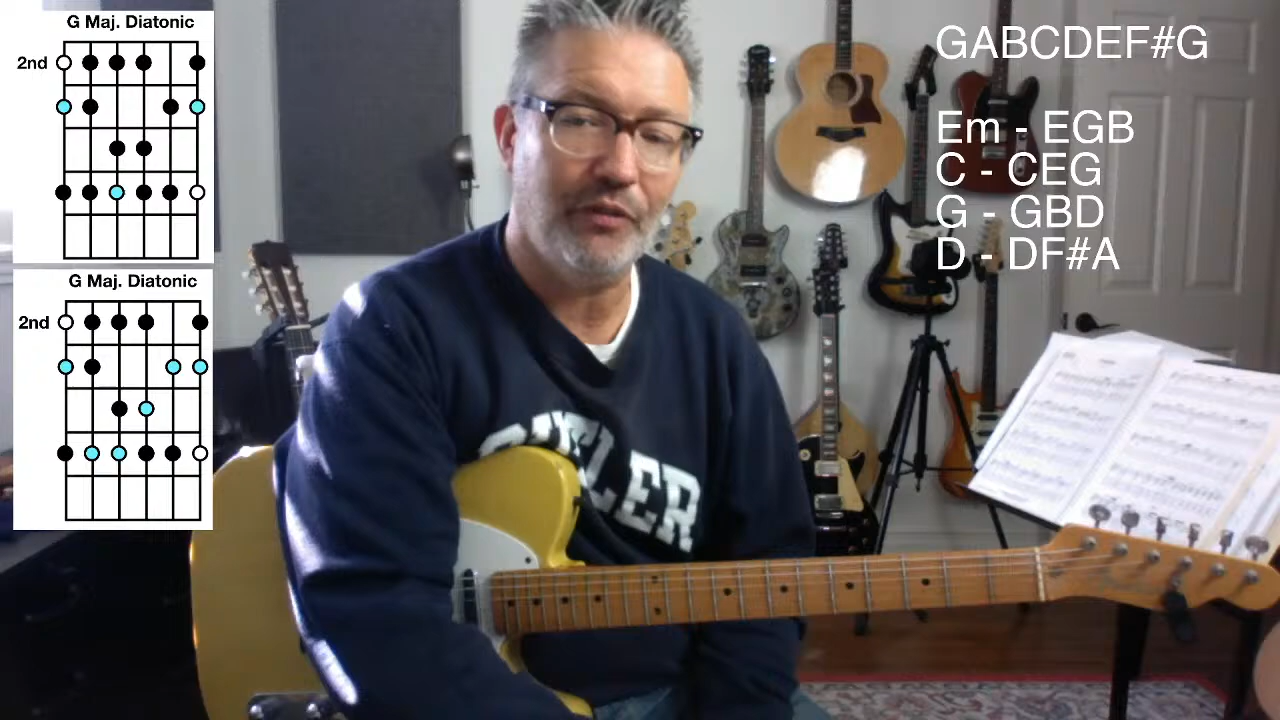 G Maj. Diatonic
2nd
G Maj. Diatonic
2nd
GABCDEF#G
Em - EGB
C - CEG
G - GBD
D - DF#A